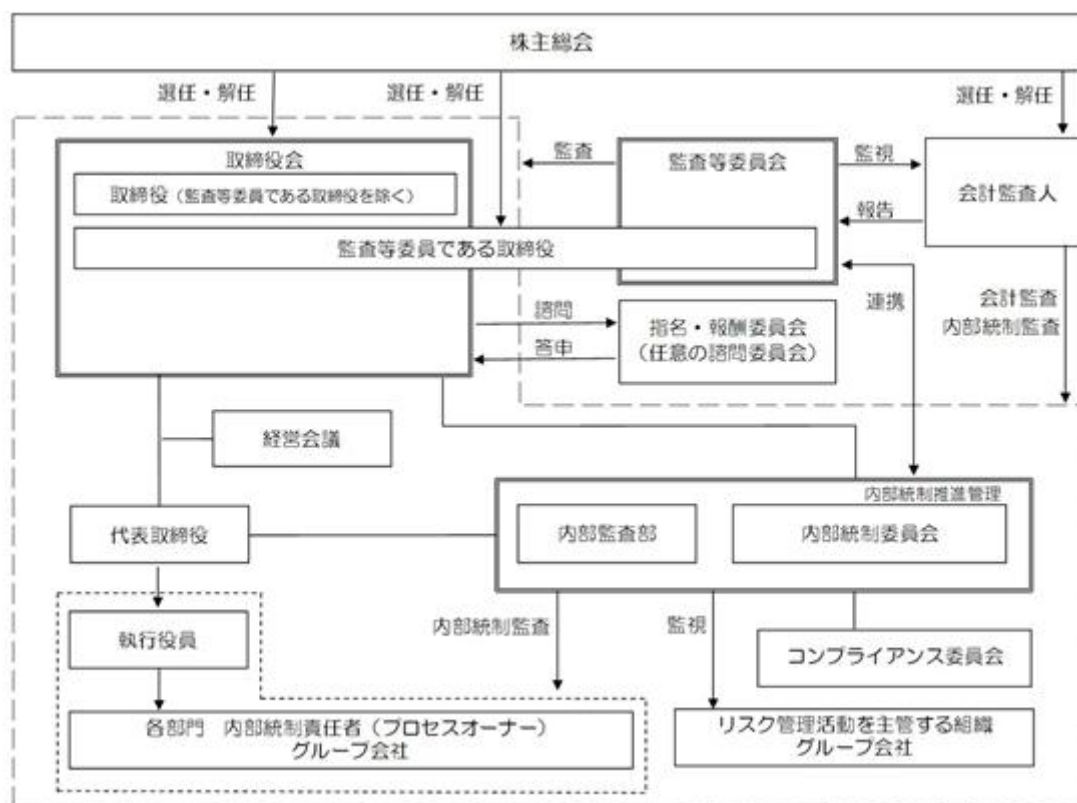 株主総会
選任・解任
選任・解任
選任・解任
取締役会
取締役（監査等委員である取締役を除く）
監査等委員である取締役
監査
監査等委員会
監視
報告
会計監査人
連携
会計監査
内部統制監査
諮問
答申
指名・報酬委員会
（任意の諮問委員会）
経営会議
代表取締役
内部統制推進管理
内部監査部
内部統制委員会
執行役員
内部統制監査
監視
コンプライアンス委員会
各部門　内部統制責任者（プロセスオーナー）
グループ会社
リスク管理活動を主管する組織
グループ会社